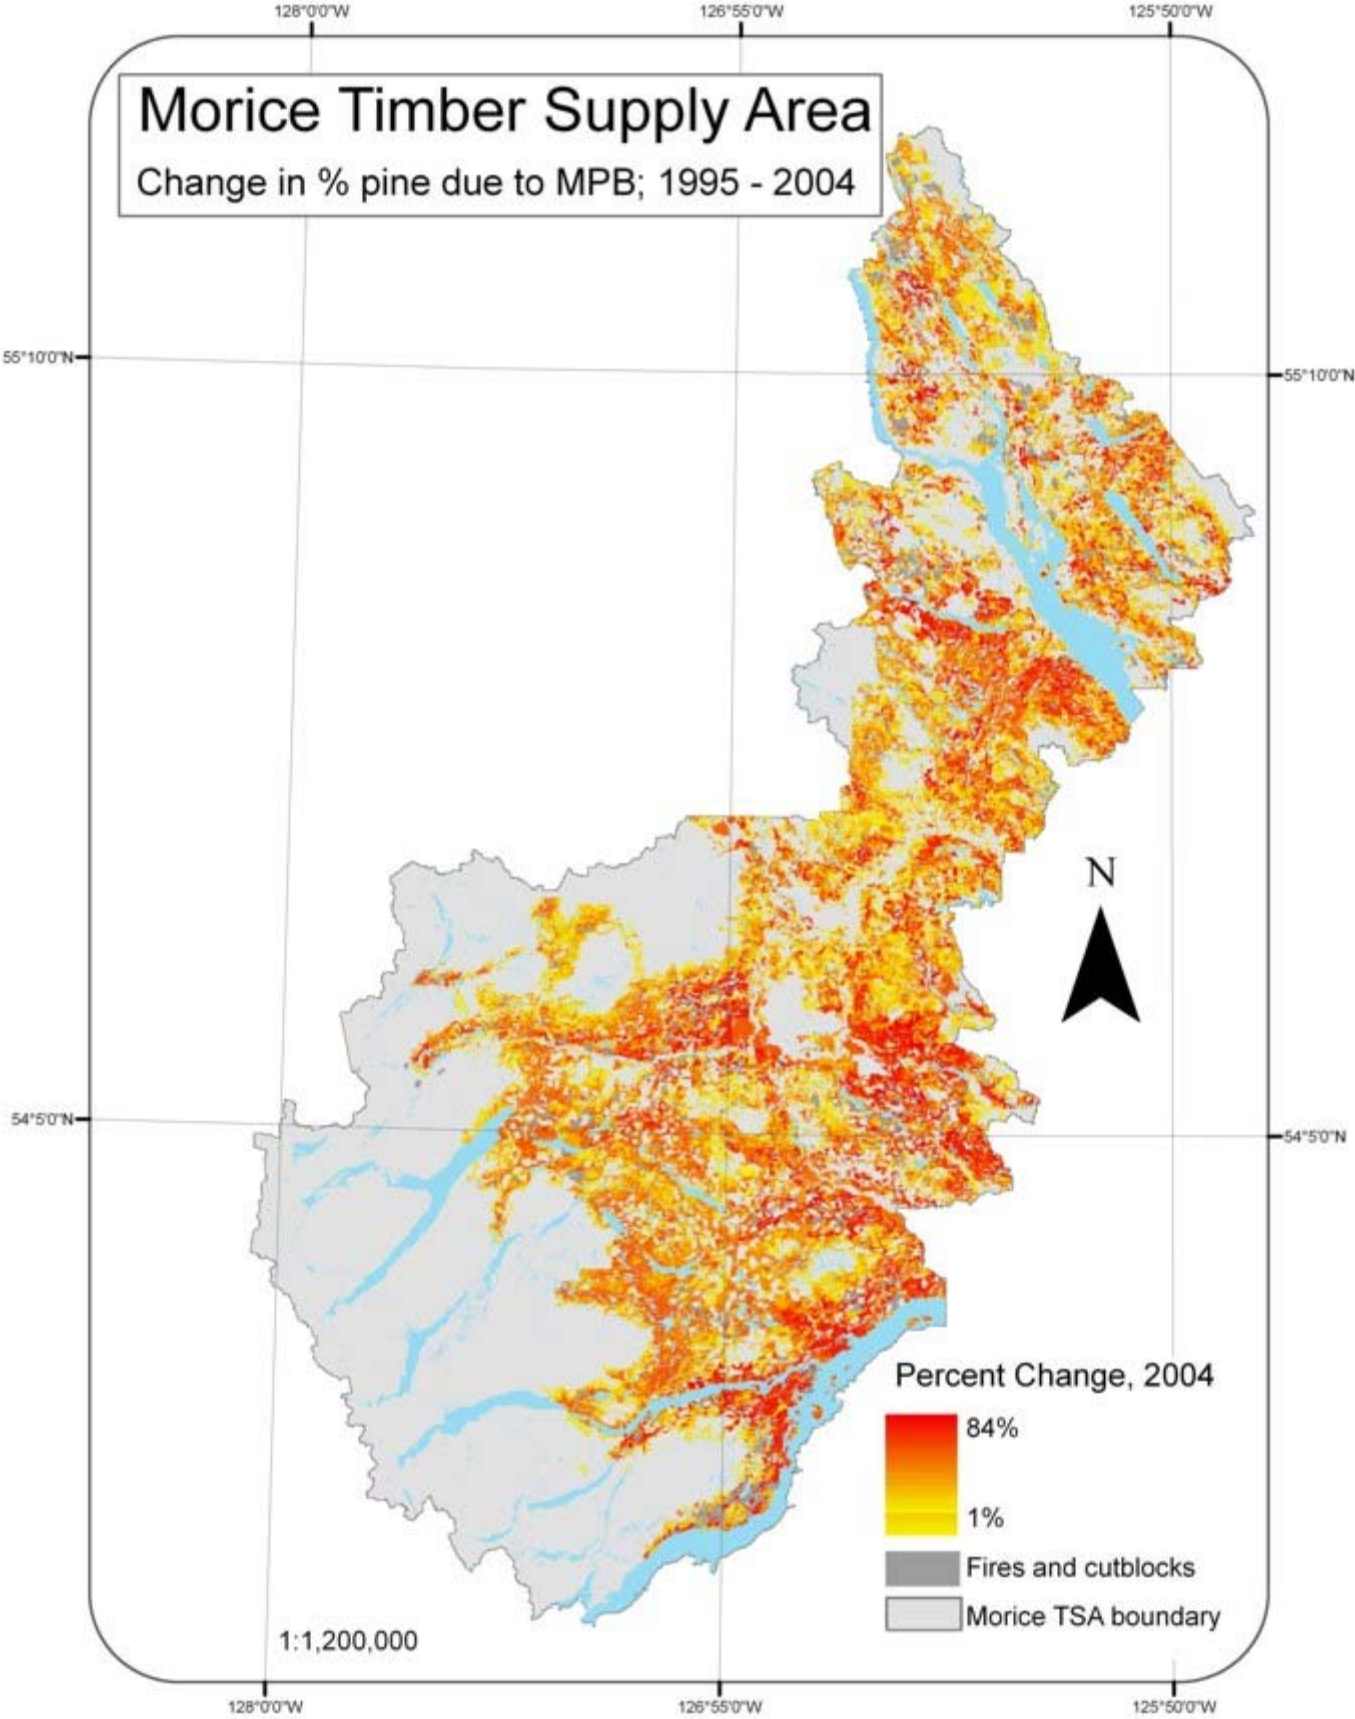 128°0'0"W
126°55'0"W
125°50'0"W
Morice Timber Supply Area
Change in % pine due to MPB; 1995 - 2004
55°10'0"N
55°10'0"N
N
54°5'0"N
54°5'0"N
Percent Change, 2004
84%
1%
Fires and cutblocks
Morice TSA boundary
1:1,200,000
128°0'0"W
126°55'0"W
125°50'0"W